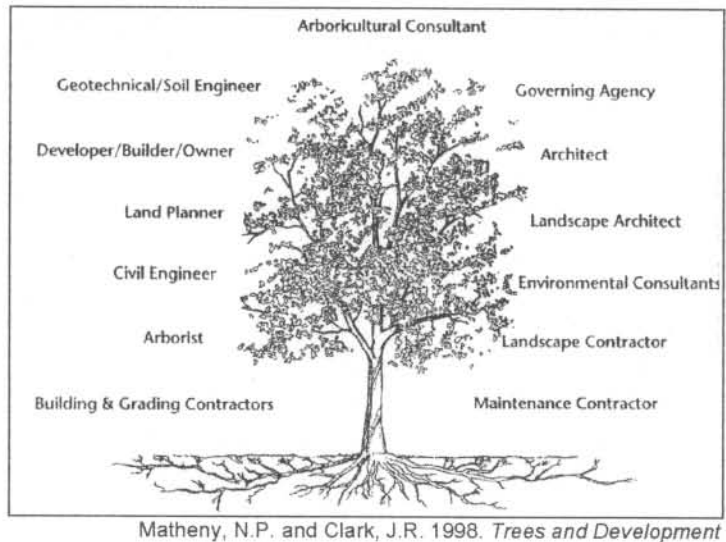 Arboricultural Consultant
Geotechnical/Soil Engineer
Governing Agency
Developer/Builder/Owner
Architect
Land Planner
Landscape Architect
Civil Engineer
Environmental Consultants
Arborist
Landscape Contractor
Building & Grading Contractors
Maintenance Contractor
Matheny, N.P. and Clark, J.R. 1998. Trees and Development